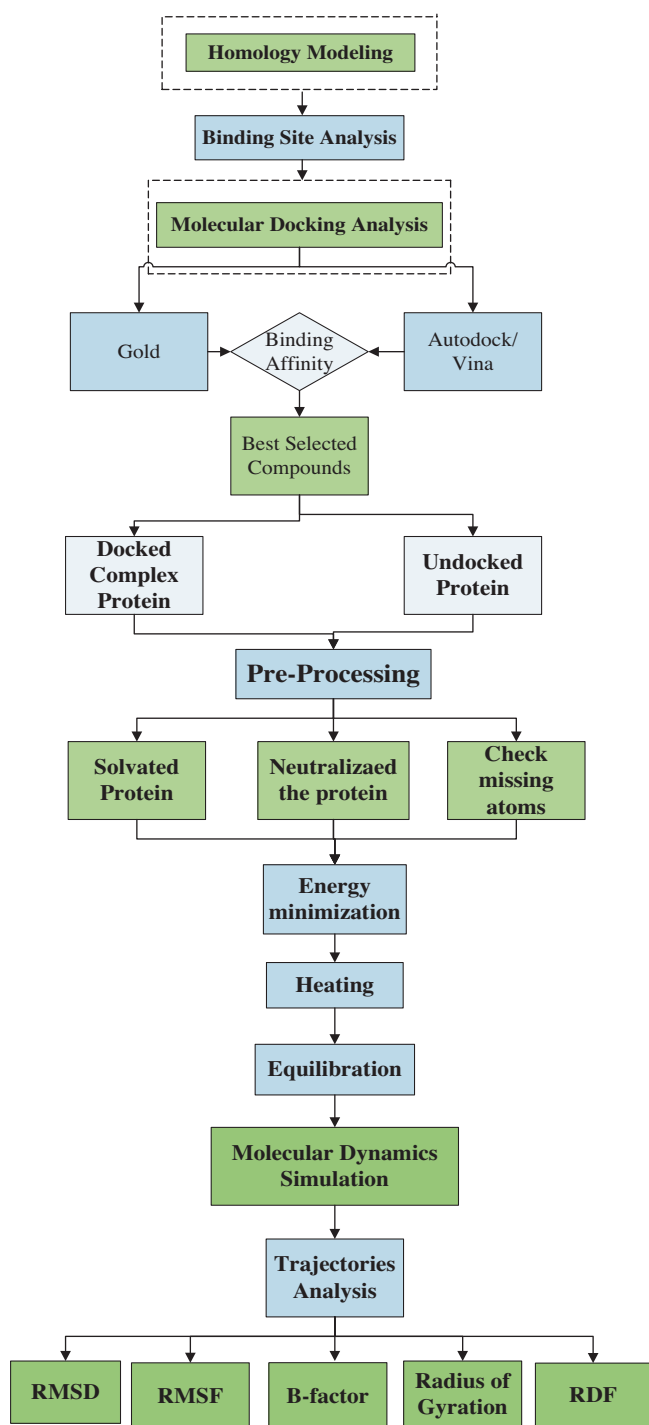 Homology Modeling
Binding Site Analysis
Molecular Docking Analysis
Gold
Binding
Affinity
Autodock/
Vina
Best Selected
Compounds
Docked
Complex
Protein
Undocked
Protein
Pre-Processing
Solvated
Protein
Neutralizaed
the protein
Check
missing
atoms
Energy
minimization
Heating
Equilibration
Molecular Dynamics
Simulation
Trajectories
Analysis
RMSD
RMSF
B-factor
Radius of
Gyration
RDF